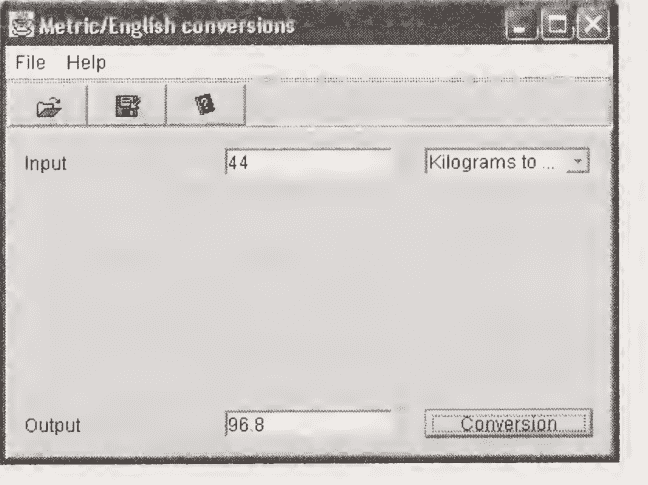 Metric/English conversions
File Help
Input 44 Kilograms to ...
Output 96.8 Conversion